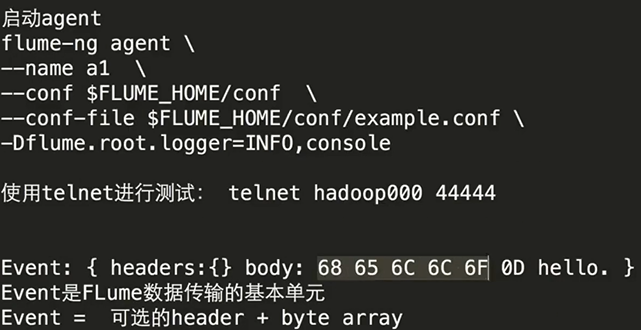 启动agent
flume-ng agent \
--name a1  \
--conf $FLUME_HOME/conf  \
--conf-file $FLUME_HOME/conf/example.conf \
-Dflume.root.logger=INFO,console
使用telnet进行测试： telnet hadoop000 44444
Event: { headers:{} body: 68 65 6C 6C 6F 0D hello. }
Event是FLume数据传输的基本单元
Event =  可选的header + byte array